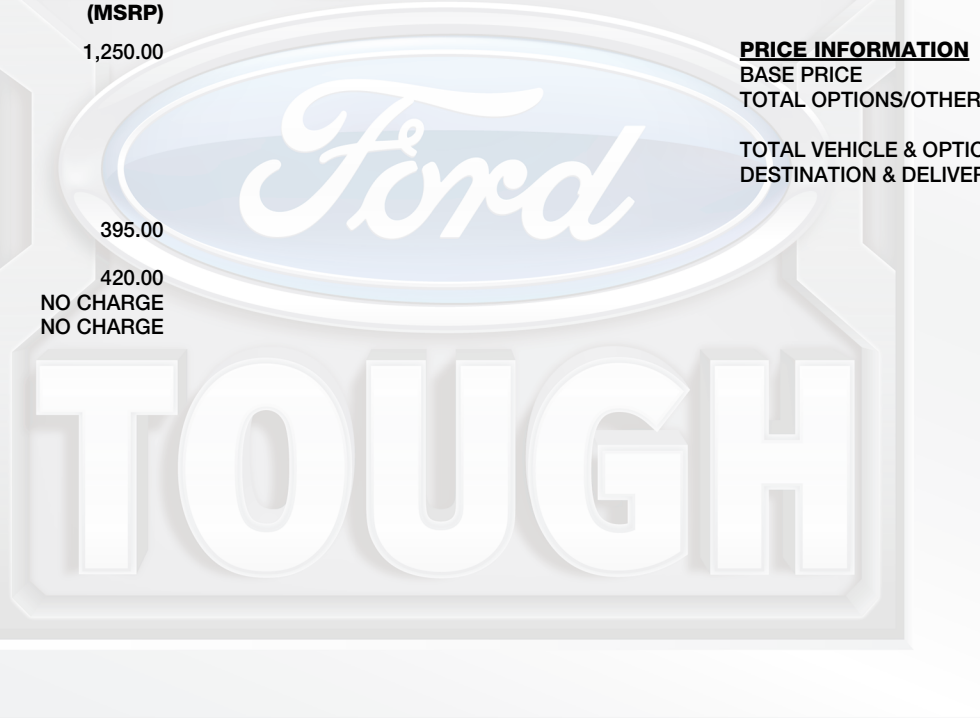 (MSRP)
1,250.00
395.00
420.00
NO CHARGE
NO CHARGE
PRICE INFORMATION
BASE PRICE
TOTAL OPTIONS/OTHER
TOTAL VEHICLE & OPTIO
DESTINATION & DELIVER
Ford
TOUGH